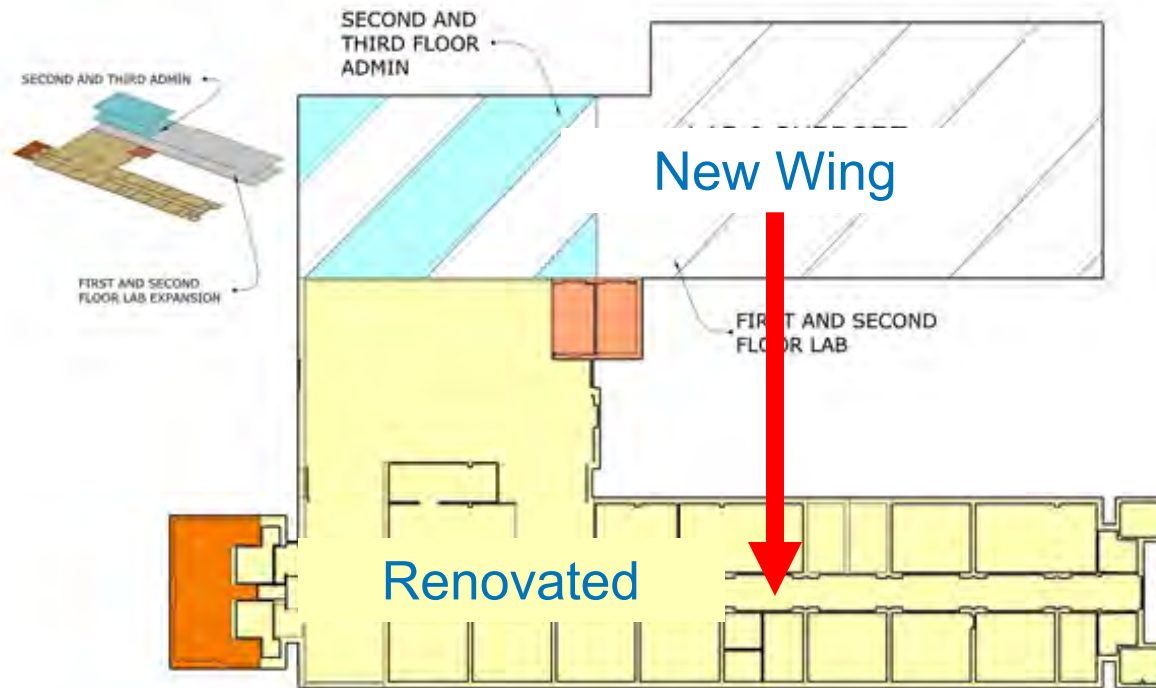 SECOND AND
THIRD FLOOR
ADMIN
SECOND AND THIRD ADMIN
New Wing
FIRST AND SECOND
FLOOR LAB EXPANSION
FIRST AND SECOND
FLOOR LAB
Renovated